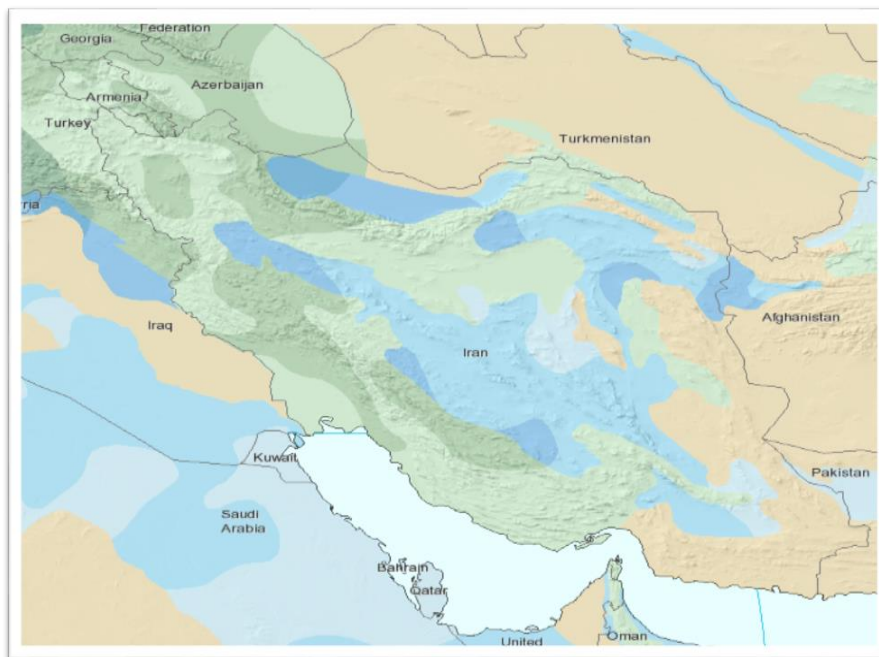 Federation
Georgia
Azerbaijan
Armenia
Turkey
Turkmenistan
ria
Iraq
Afghanistan
Iran
Kuwait
Pakistan
Saudi
Arabia
Bahrain
Qatar
United
Oman